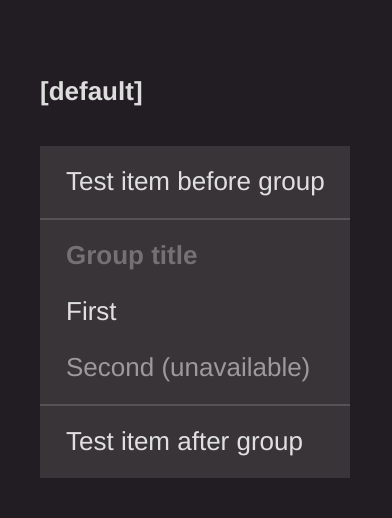 [default]
Test item before group
Group title
First
Second (unavailable)
Test item after group